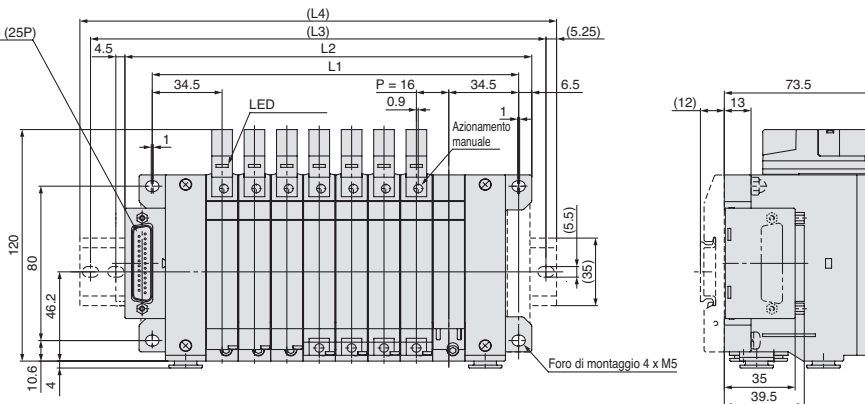 (L4)
(25P)
(L3)
(5.25)
4.5
L2
L1
34.5
P = 16
34.5
6.5
LED
0.9
1
Azionamento
manuale
1
120
80
46.2
10.6
4
(5.5)
(35)
Foro di montaggio 4 x M5
73.5
(12)
13
35
39.5